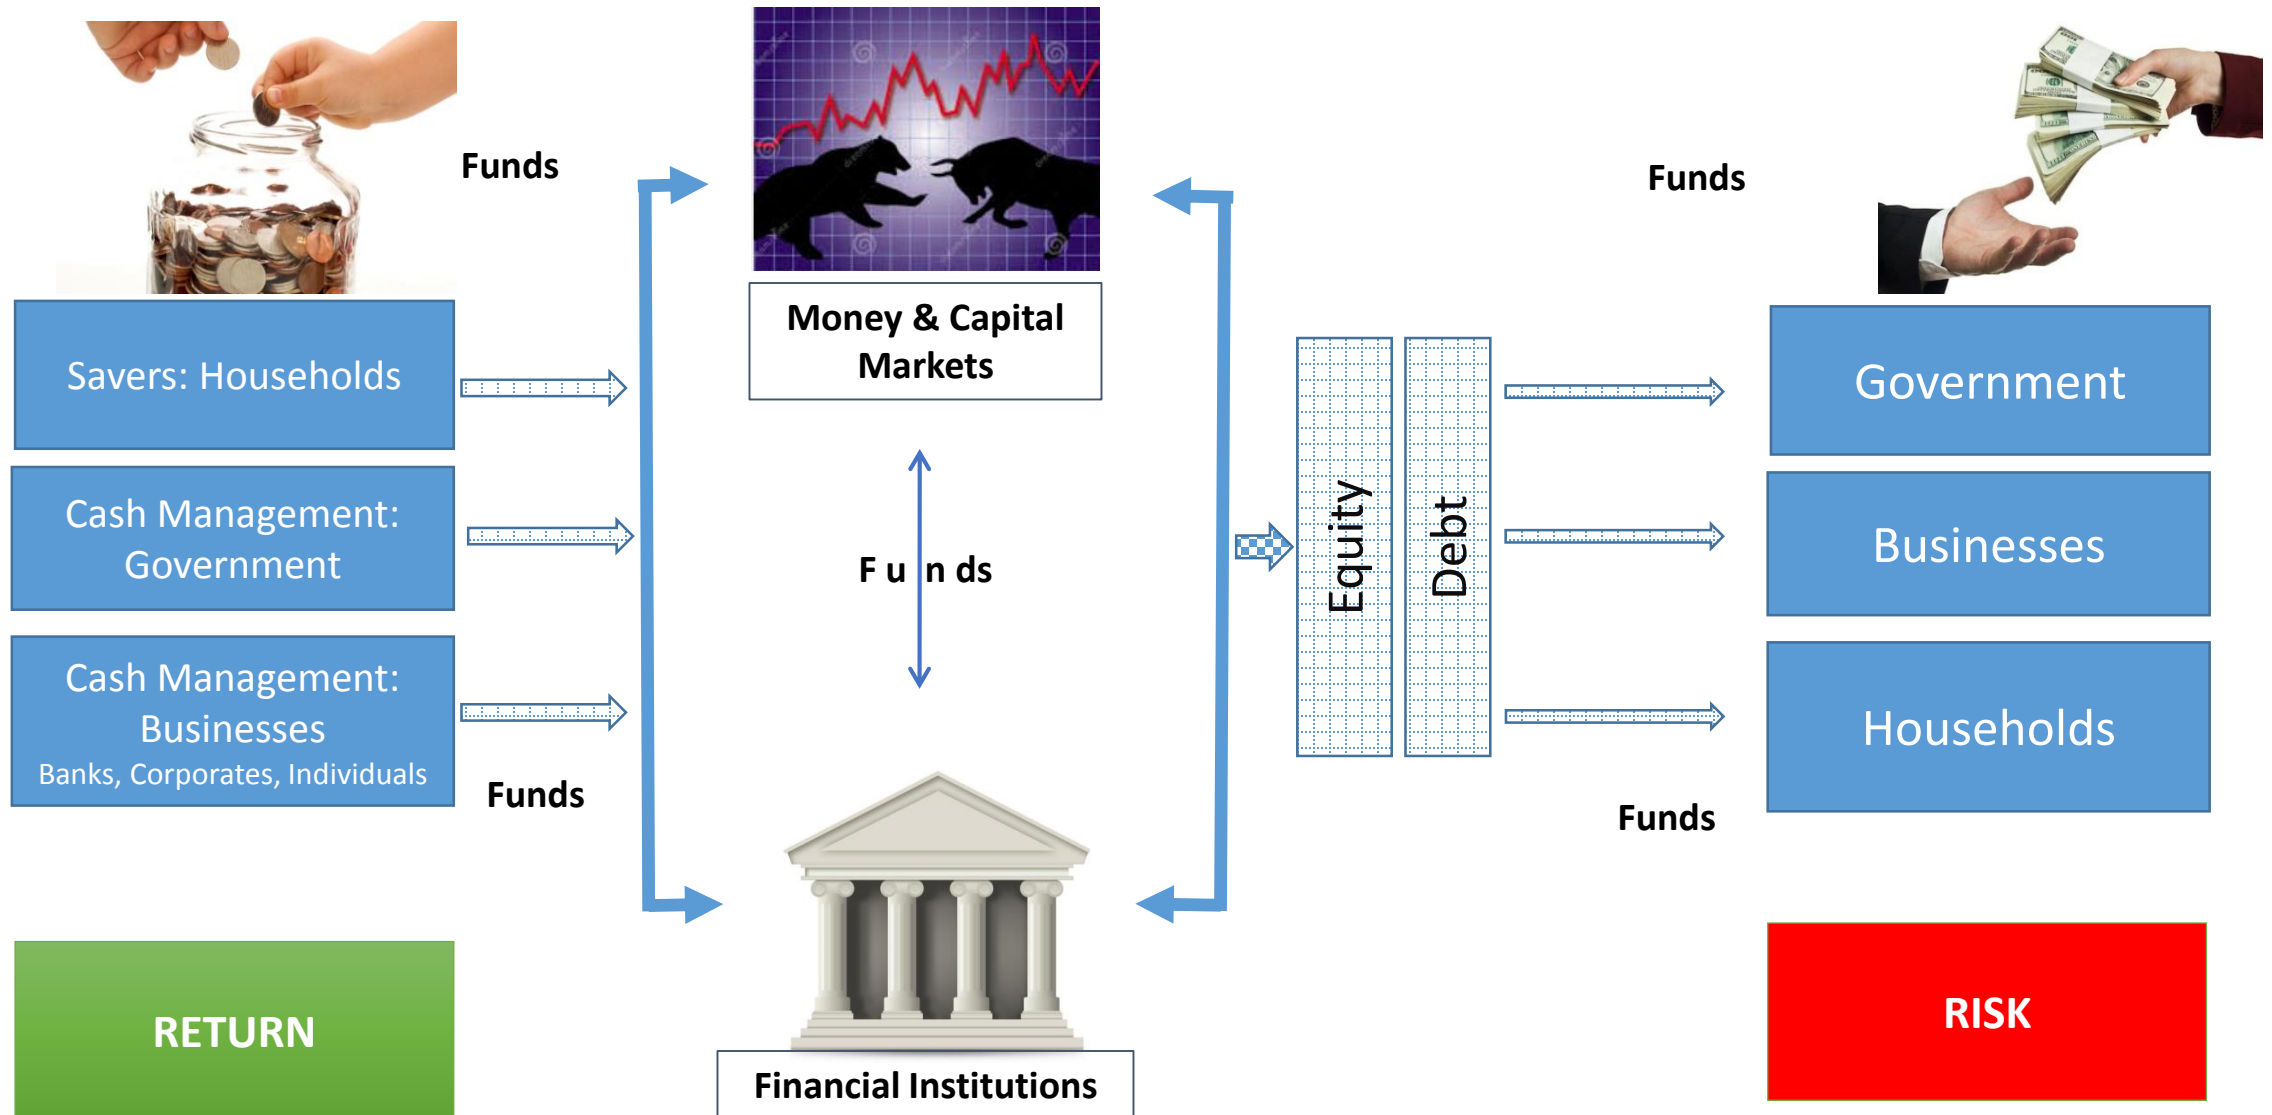 Funds
Funds
Money & Capital
Markets
Savers: Households
Cash Management:
Government
Cash Management:
Businesses
Banks, Corporates, Individuals
Funds
F u n ds
Equity
Debt
Government
Businesses
Households
Funds
RETURN
Financial Institutions
RISK